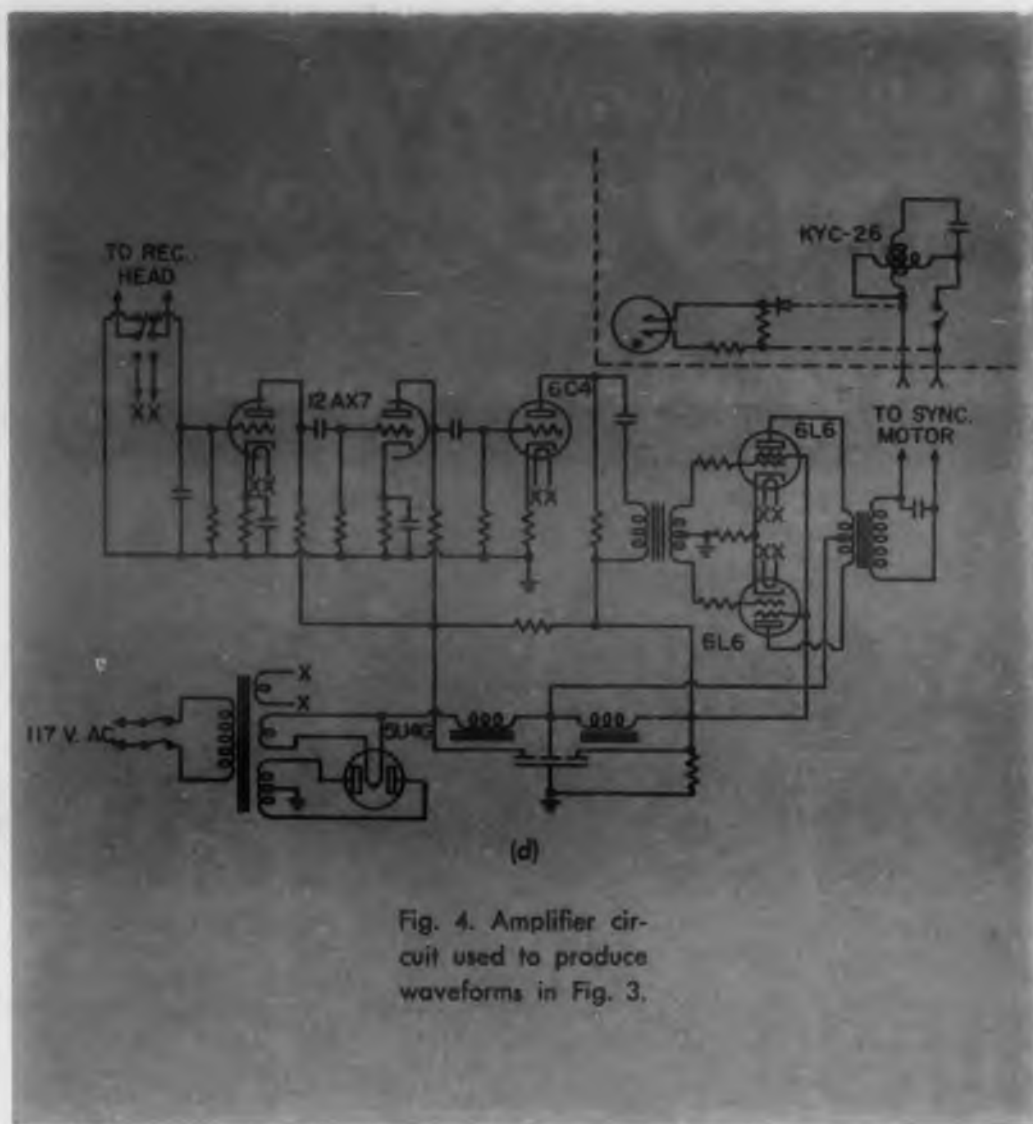 KYC-26
TO REC.
HEAD
XX
12AX7
6C4
XX
XX
TO SYNC.
MOTOR
6L6
XX
XX
6L6
X
X
117 V. AC
5U4G
(d)
Fig. 4. Amplifier cir-
cuit used to produce
waveforms in Fig. 3.